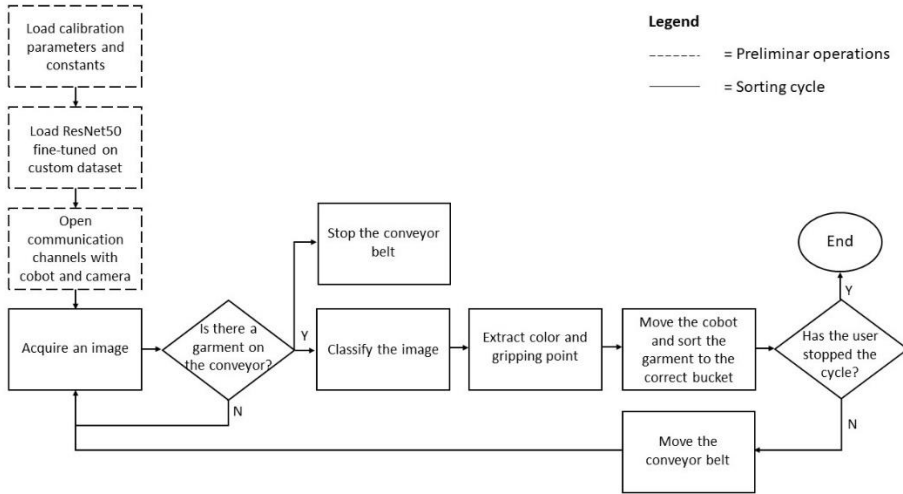 Load calibration
parameters and
constants
Legend
= Preliminar operations
= Sorting cycle
Load ResNet50
fine-tuned on
custom dataset
Open
communication
channels with
cobot and camera
Stop the conveyor
belt
End
Y
Acquire an image
Is there a
garment on
the conveyor?
Y
N
Classify the image
Extract color and
gripping point
Move the cobot
and sort the
garment to the
correct bucket
Has the user
stopped the
cycle?
N
Move the
conveyor belt